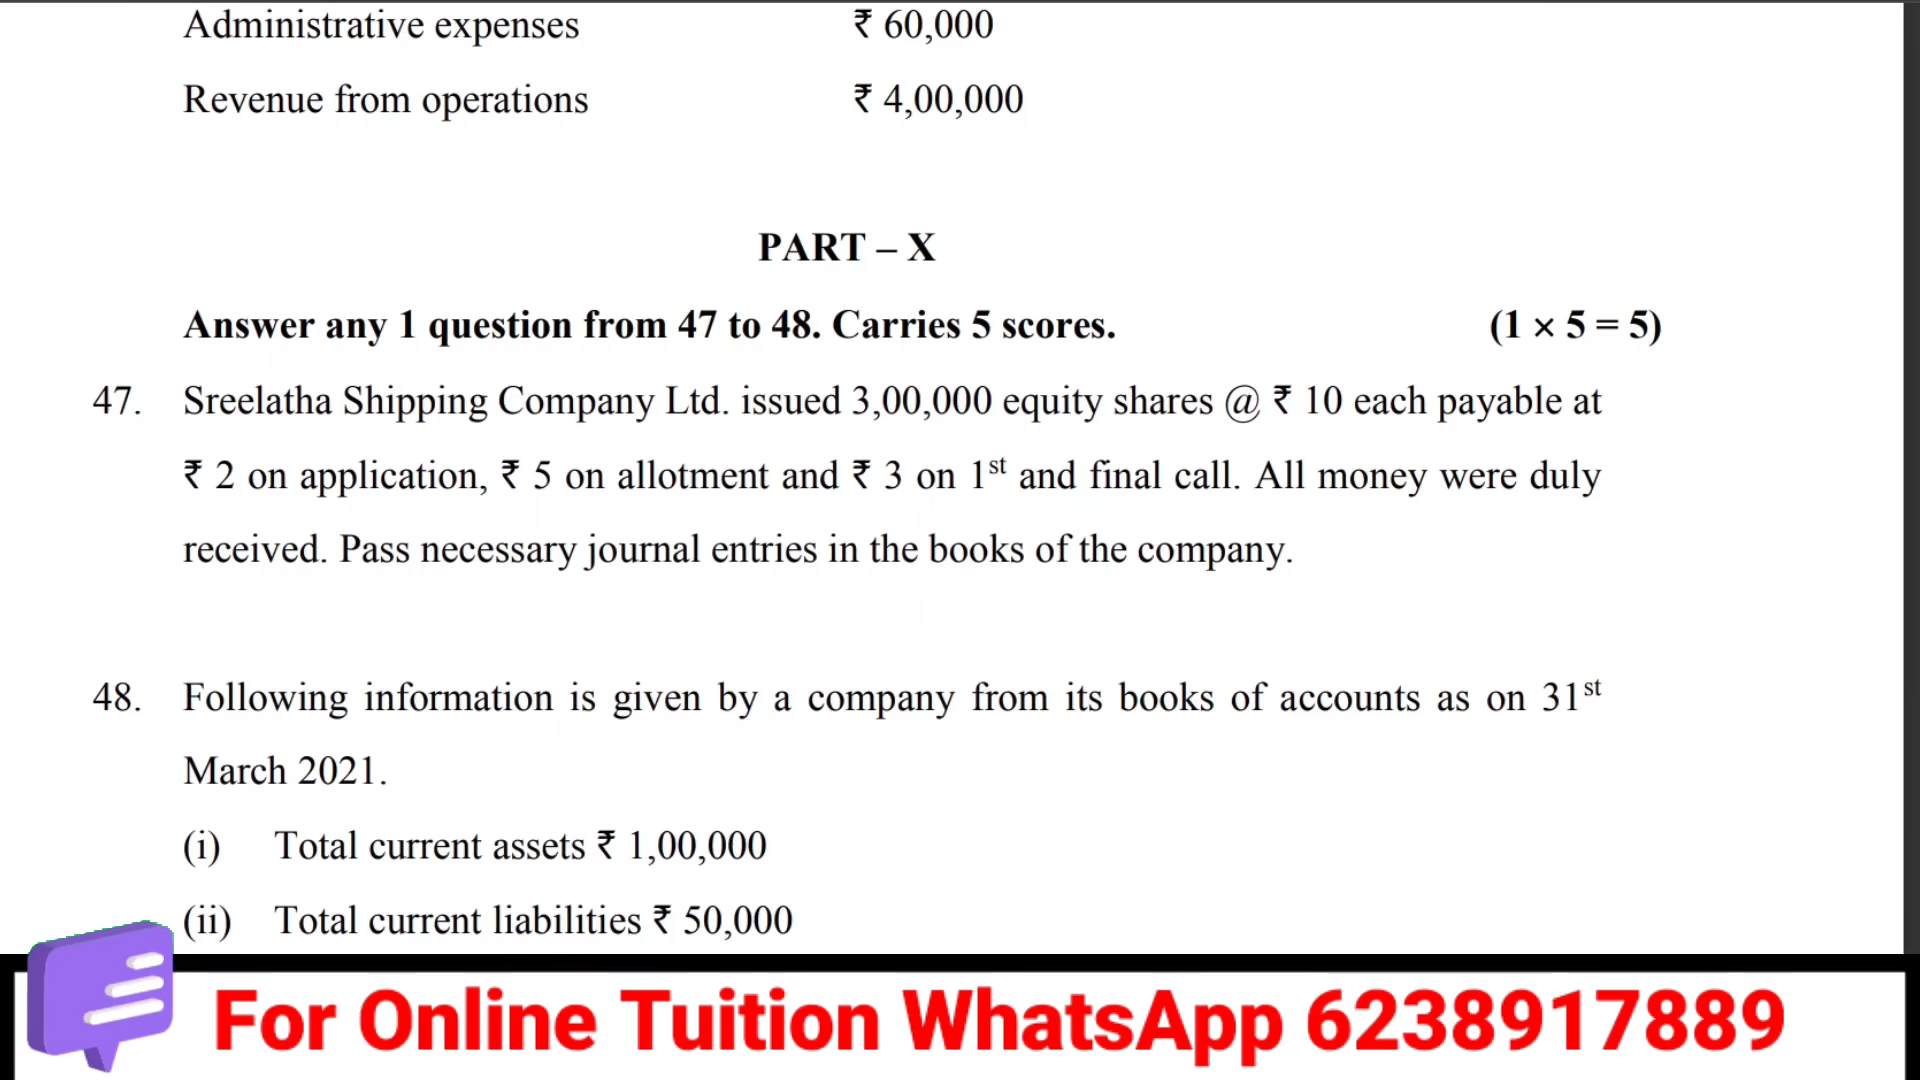 Administrative expenses ₹ 60,000
Revenue from operations ₹ 4,00,000
PART – X
Answer any 1 question from 47 to 48. Carries 5 scores. (1 × 5 = 5)
47. Sreelatha Shipping Company Ltd. issued 3,00,000 equity shares @ ₹ 10 each payable at
₹ 2 on application, ₹ 5 on allotment and ₹ 3 on 1st and final call. All money were duly
received. Pass necessary journal entries in the books of the company.
48. Following information is given by a company from its books of accounts as on 31st
March 2021.
(i) Total current assets ₹ 1,00,000
(ii) Total current liabilities ₹ 50,000
For Online Tuition WhatsApp 6238917889